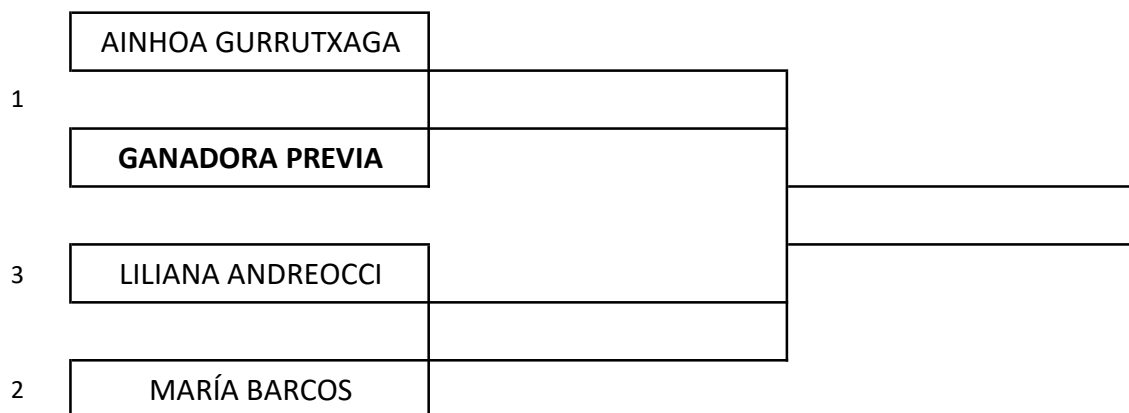 AINHOA GURRUTXAGA
1
GANADORA PREVIA
3 LILIANA ANDREOCCI
2 MARÍA BARCOS